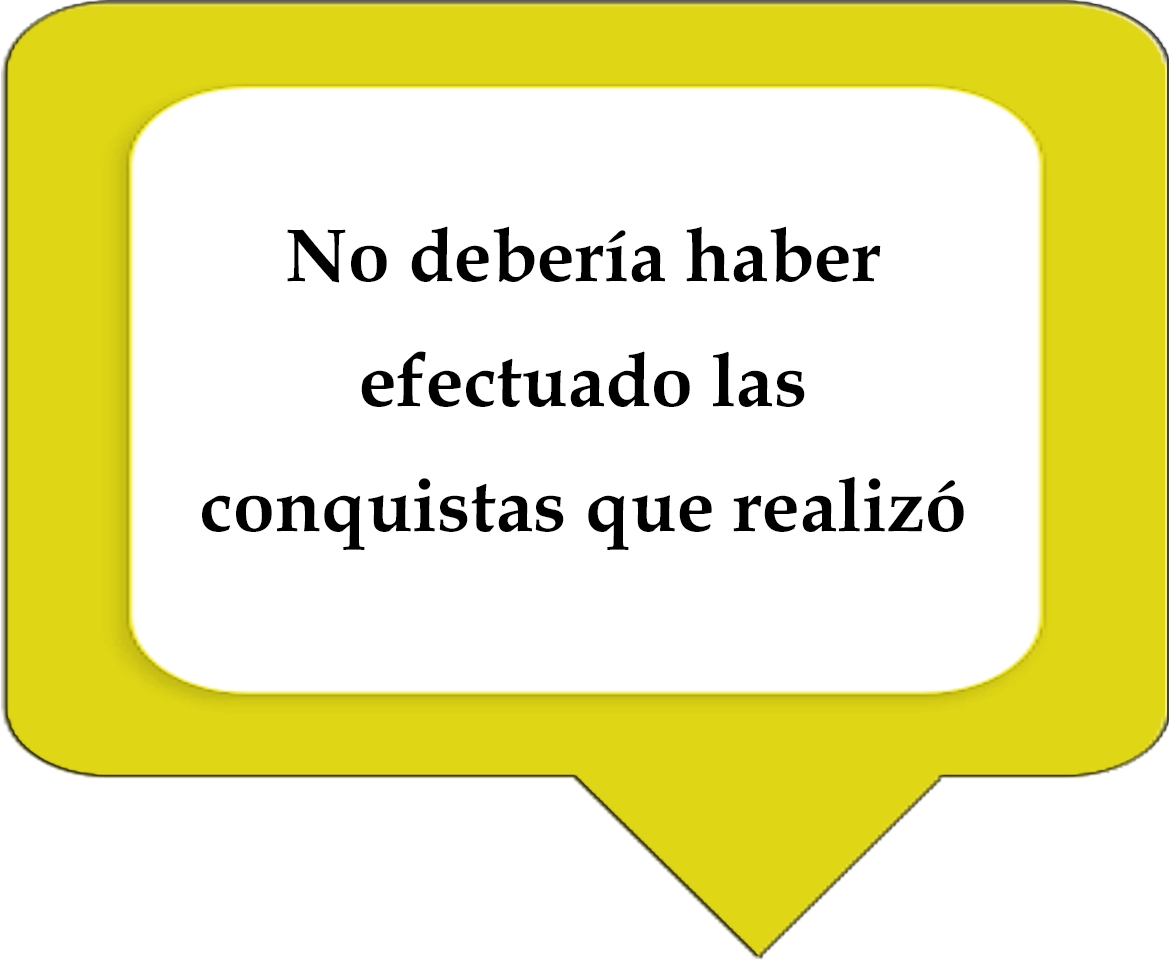 No debería haber
efectuado las
conquistas que realizó